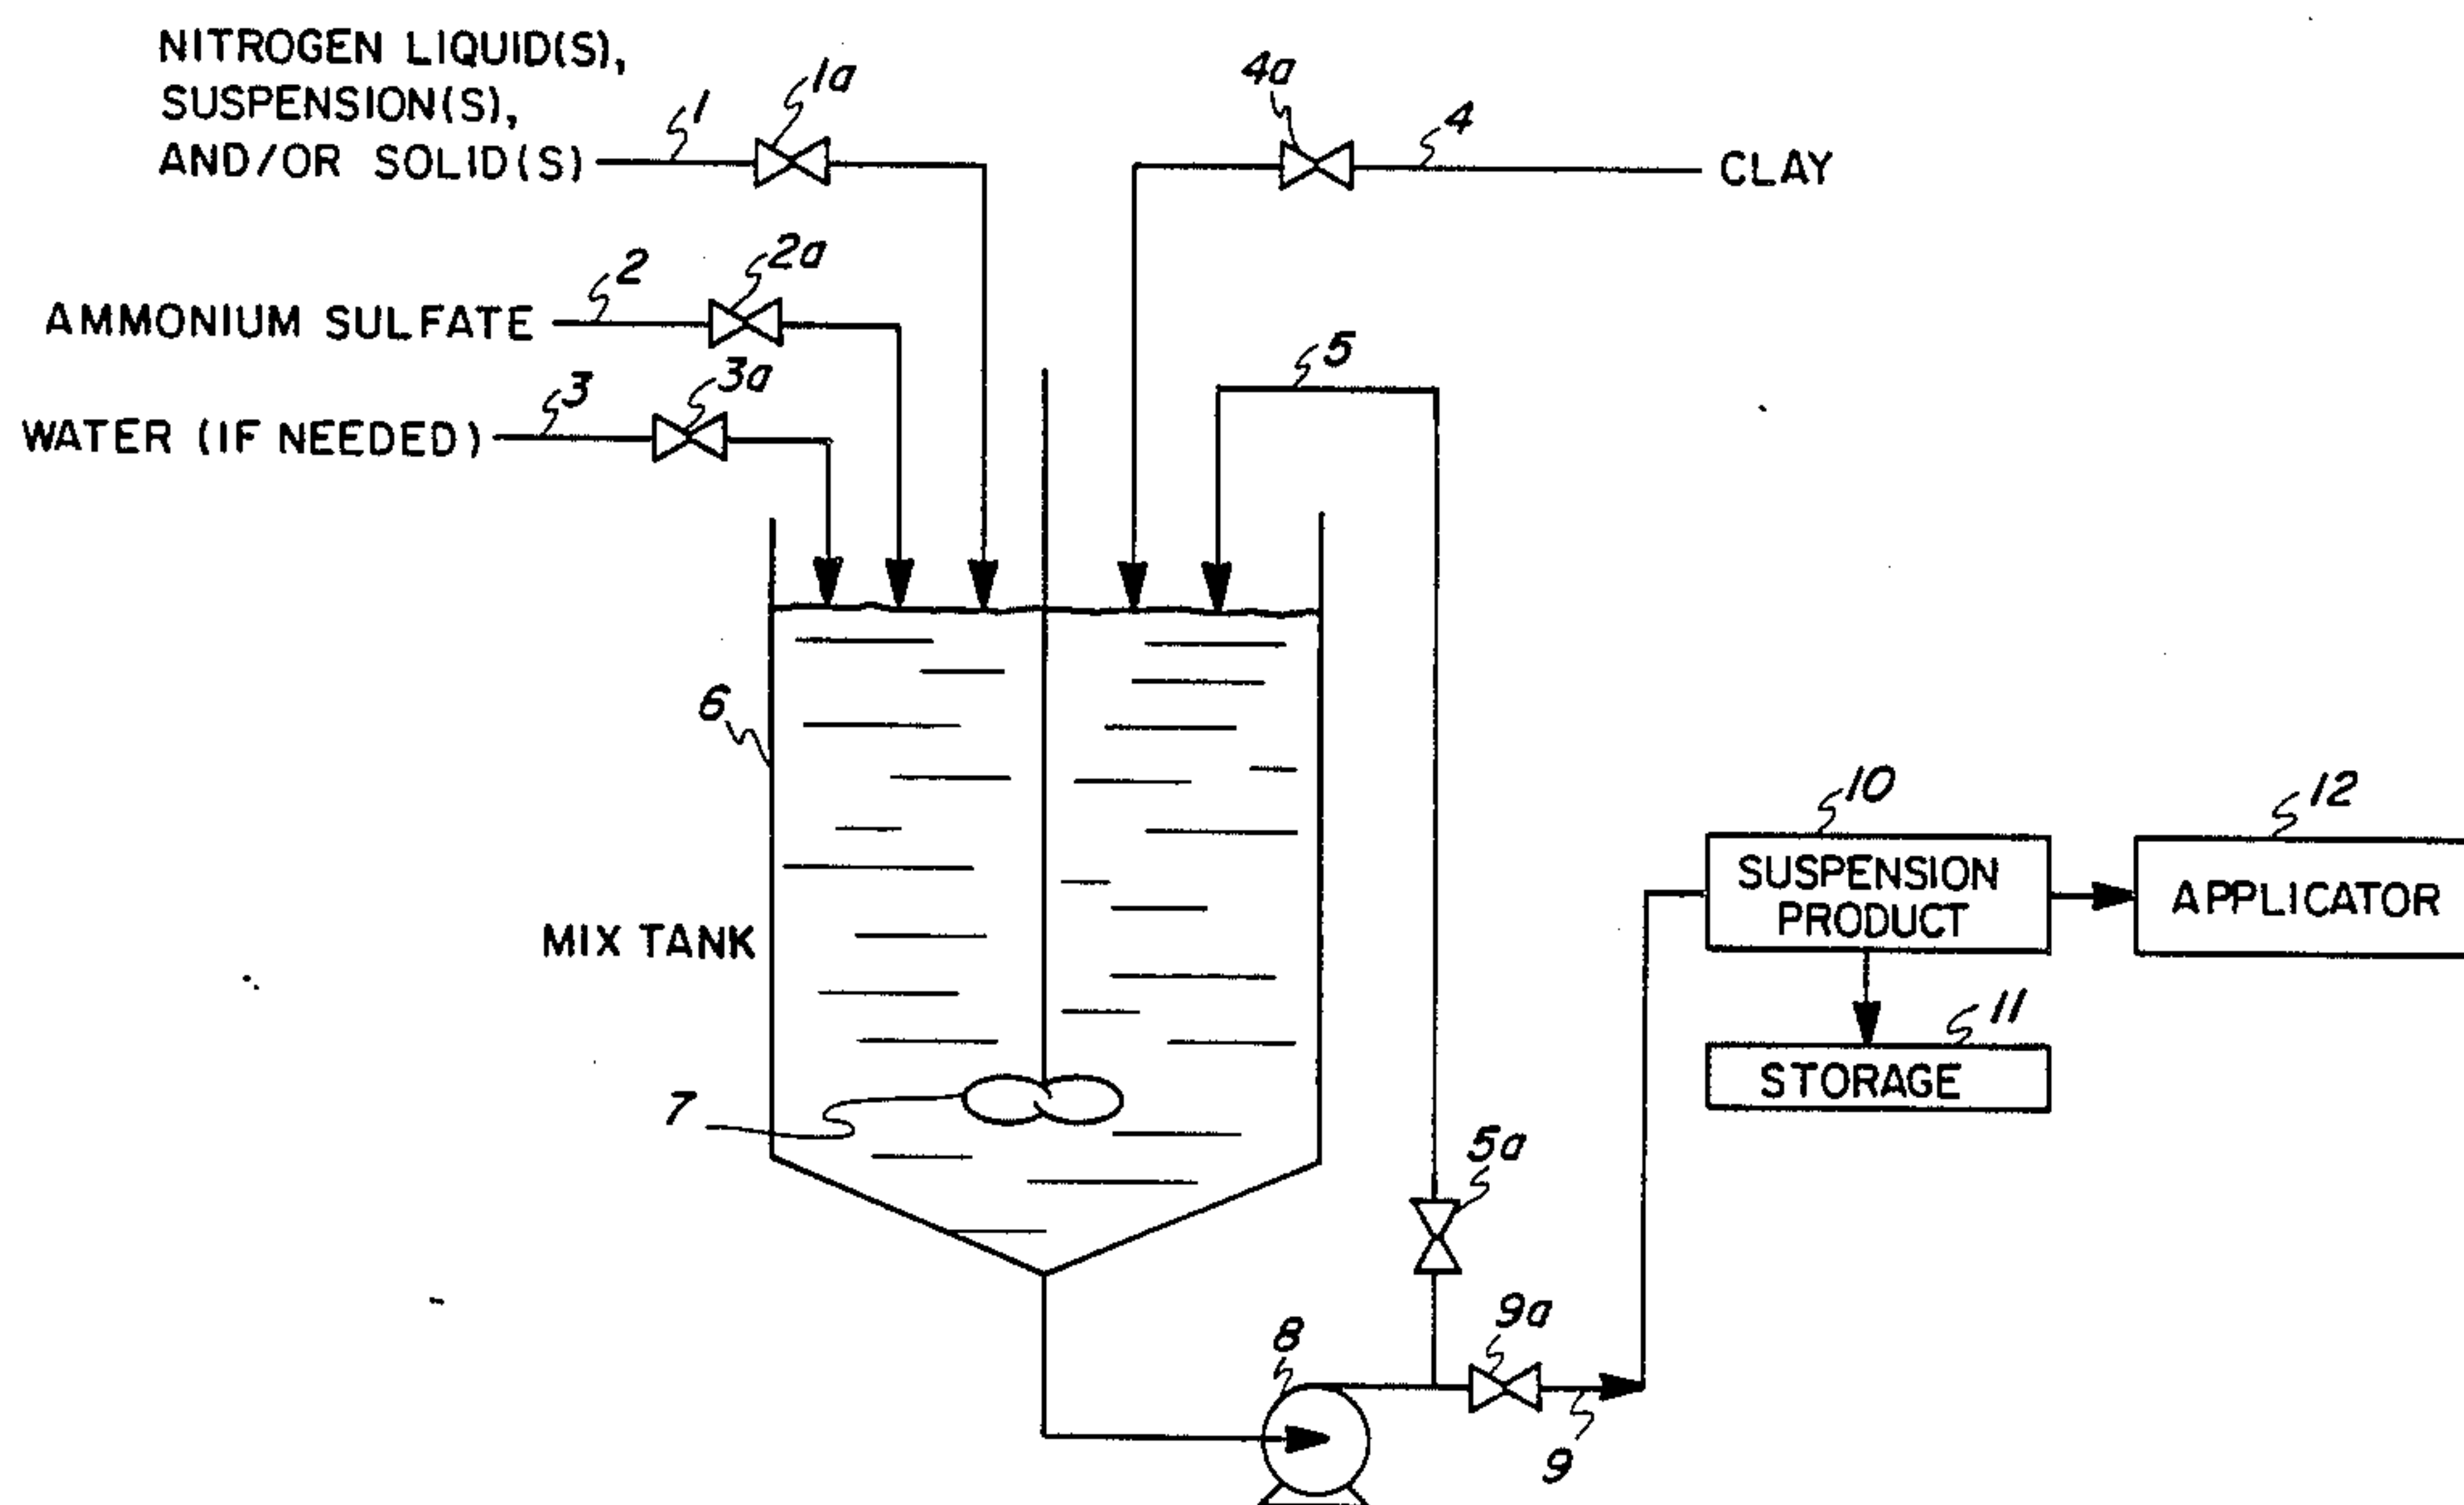 NITROGEN LIQUID(S),
SUSPENSION(S),
AND/OR SOLID(S)
1
1a
4a
4
CLAY
AMMONIUM SULFATE
2
2a
WATER (IF NEEDED)
3
3a
5
6
MIX TANK
7
10
SUSPENSION
PRODUCT
12
APPLICATOR
11
STORAGE
5a
9a
8
9